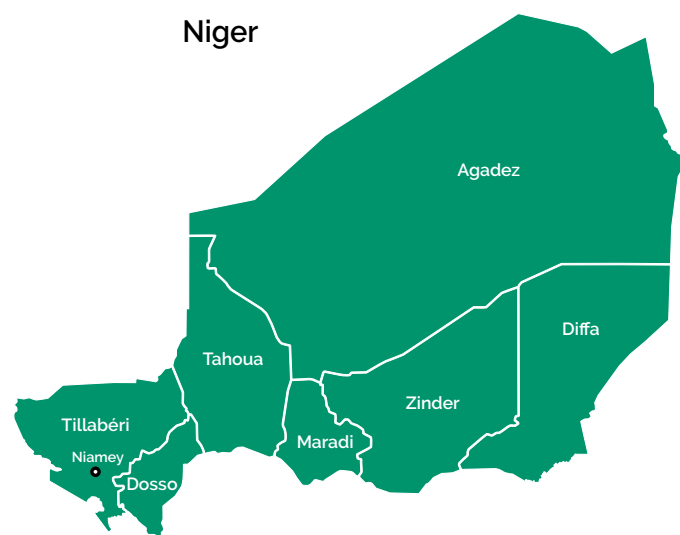 Niger
Agadez
Diffa
Tahoua
Zinder
Tillabéri
Maradi
Niamey
Dosso